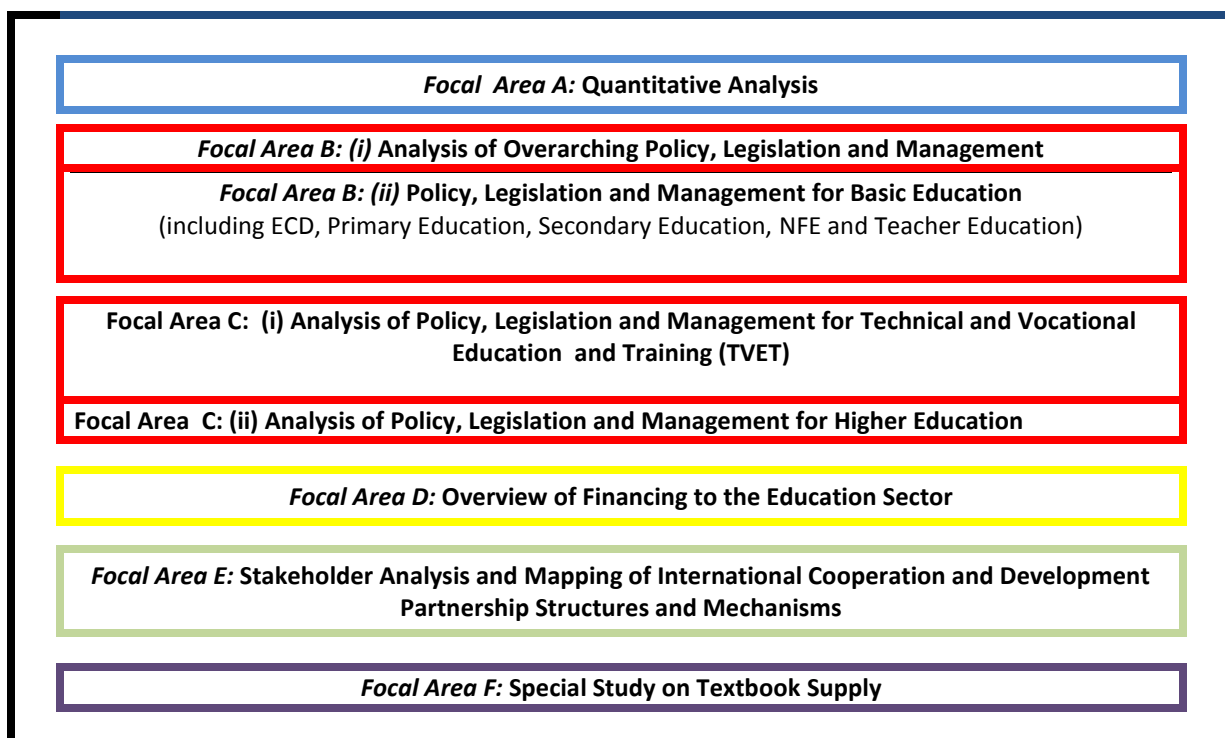 Focal Area A: Quantitative Analysis
Focal Area B: (i) Analysis of Overarching Policy, Legislation and Management
Focal Area B: (ii) Policy, Legislation and Management for Basic Education
(including ECD, Primary Education, Secondary Education, NFE and Teacher Education)
Focal Area C: (i) Analysis of Policy, Legislation and Management for Technical and Vocational
Education and Training (TVET)
Focal Area C: (ii) Analysis of Policy, Legislation and Management for Higher Education
Focal Area D: Overview of Financing to the Education Sector
Focal Area E: Stakeholder Analysis and Mapping of International Cooperation and Development
Partnership Structures and Mechanisms
Focal Area F: Special Study on Textbook Supply